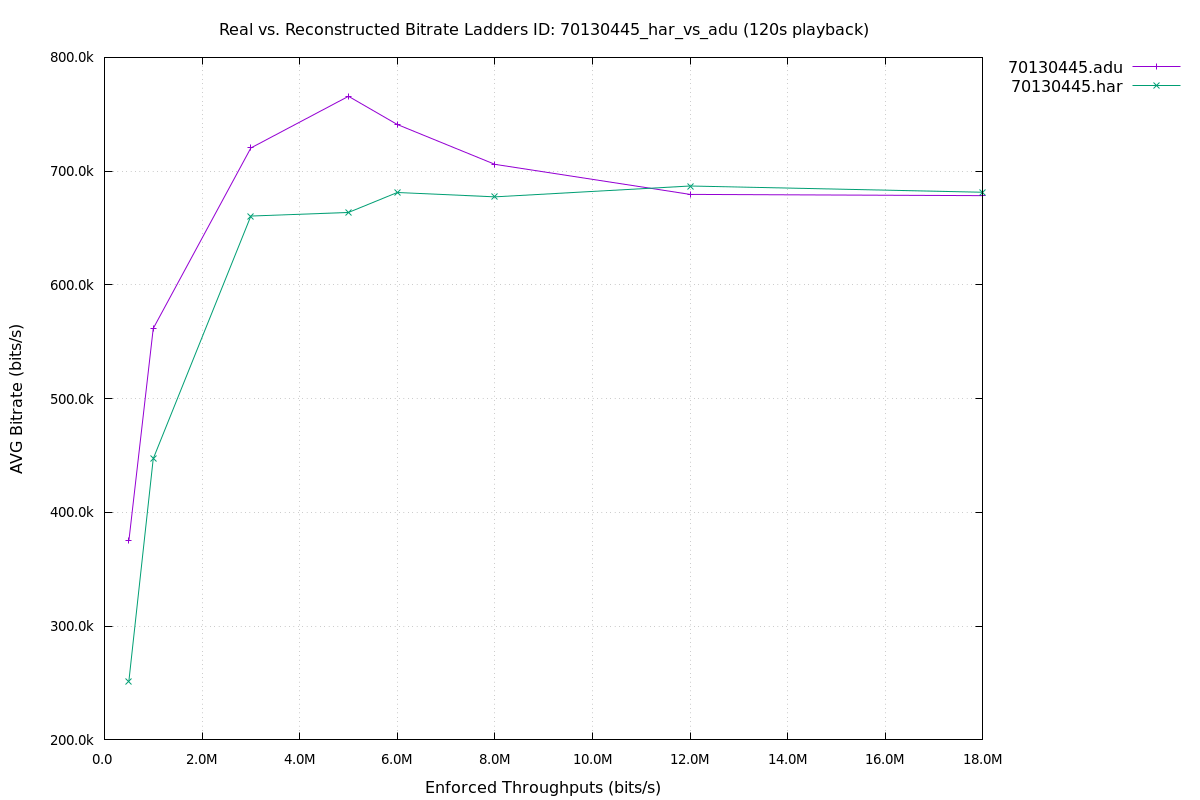 Real vs. Reconstructed Bitrate Ladders ID: 70130445_har_vs_adu (120s playback)
70130445.adu
70130445.har
800.0k
700.0k
600.0k
500.0k
400.0k
300.0k
200.0k
AVG Bitrate (bits/s)
0.0 2.0M 4.0M 6.0M 8.0M 10.0M 12.0M 14.0M 16.0M 18.0M
Enforced Throughputs (bits/s)